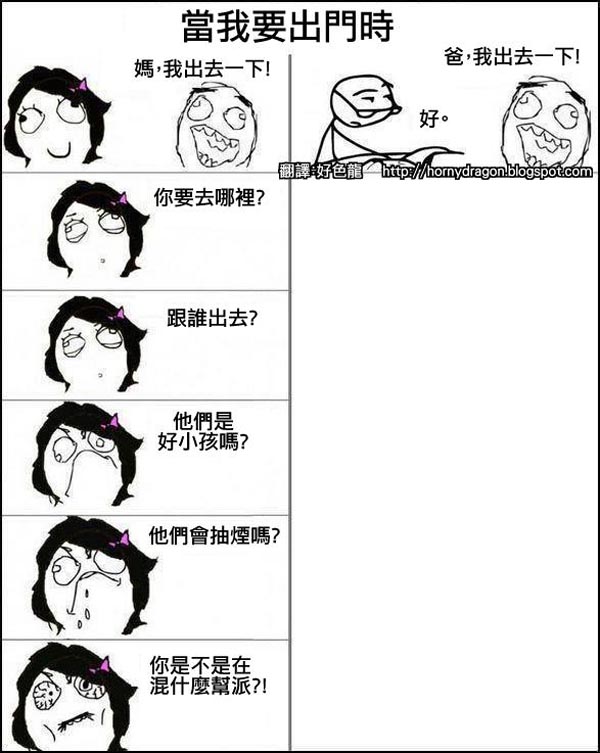 當我要出門時
媽,我出去一下!
爸,我出去一下!
好。
翻譯:好色龍 http://hornydragon.blogspot.com
你要去哪裡?
跟誰出去?
他們是
好小孩嗎?
他們會抽煙嗎?
你是不是在
混什麼幫派?!